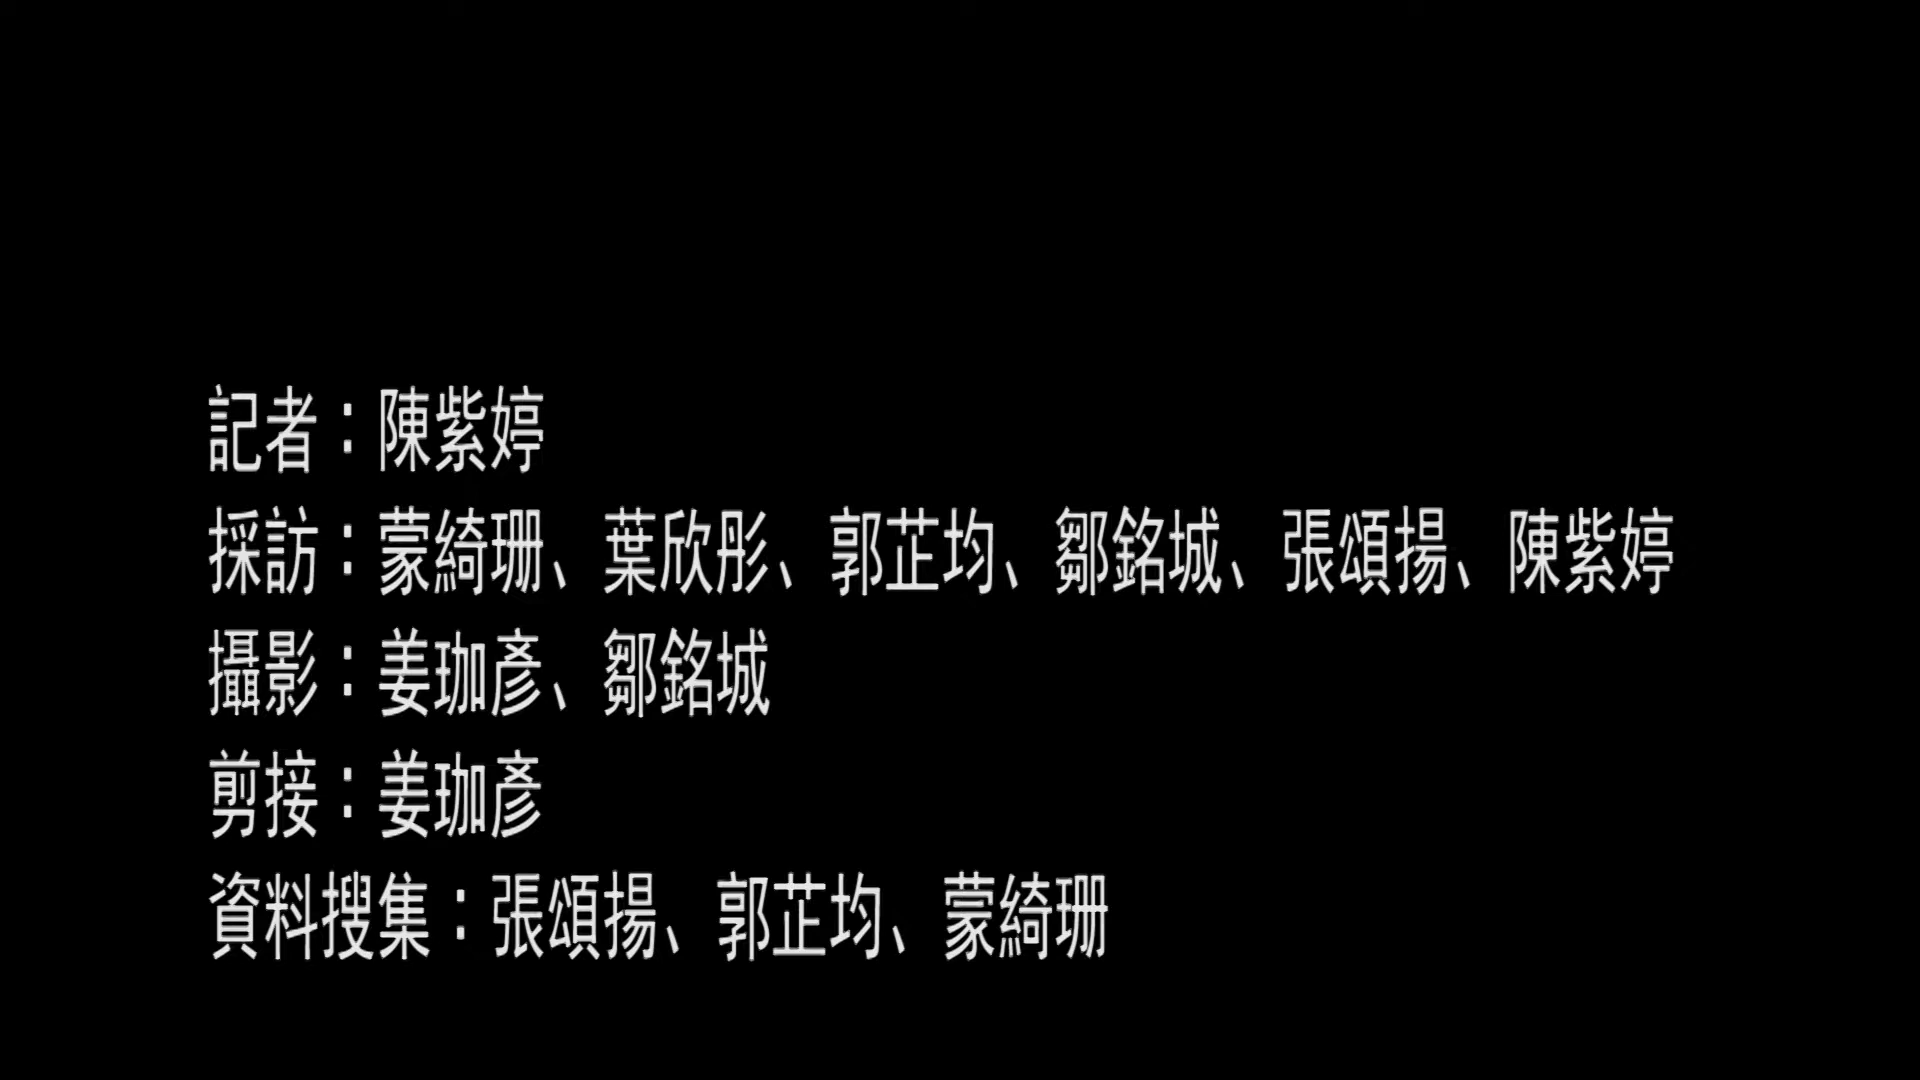 記者：陳紫婷
採訪：蒙綺珊、葉欣彤、郭芷均、鄒銘城、張頌揚、陳紫婷
攝影：姜珈彥、鄒銘城
剪接：姜珈彥
資料搜集：張頌揚、郭芷均、蒙綺珊